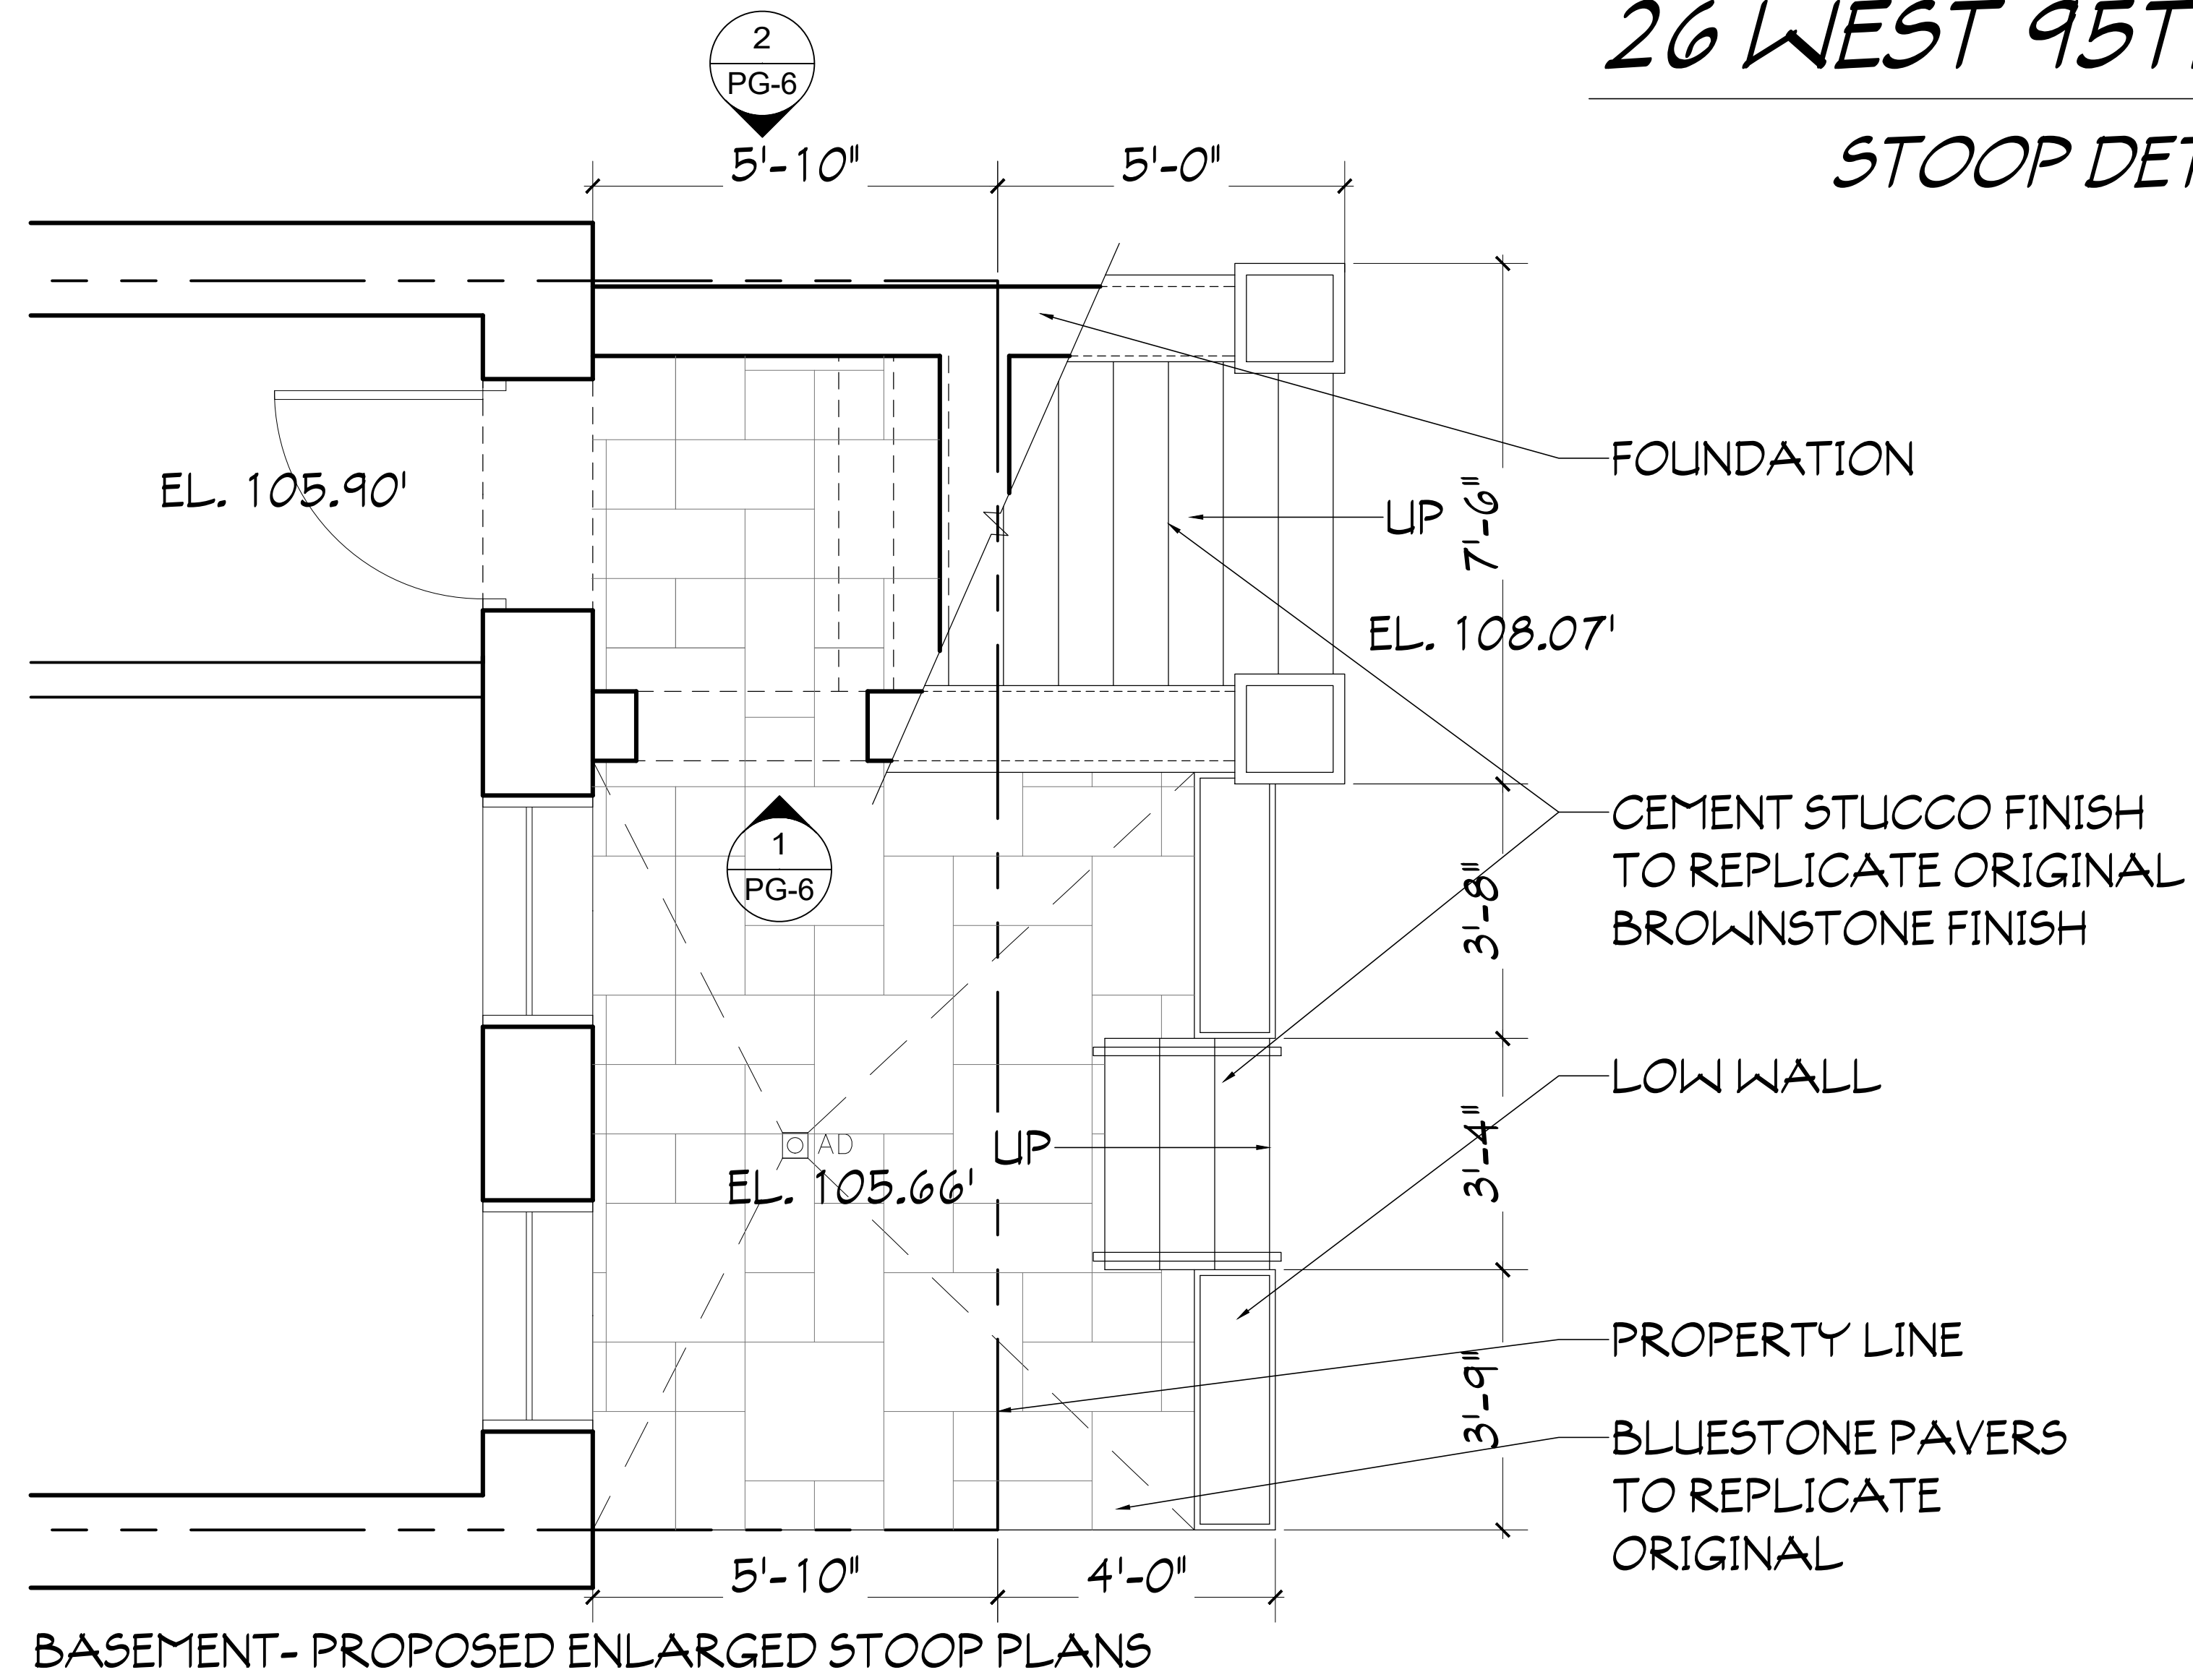 26 WEST 95T
STOOP DET
2
PG-6
5'-10"
5'-0"
FOUNDATION
EL. 105.90'
UP
7'-6"
EL. 108.07'
CEMENT STUCCO FINISH
TO REPLICATE ORIGINAL
BROWNSTONE FINISH
1
PG-6
3'-8"
LOW WALL
AD
UP
3'-4"
EL. 105.66'
PROPERTY LINE
3'-9"
BLUESTONE PAVERS
TO REPLICATE
ORIGINAL
5'-10"
4'-0"
BASEMENT- PROPOSED ENLARGED STOOP PLANS